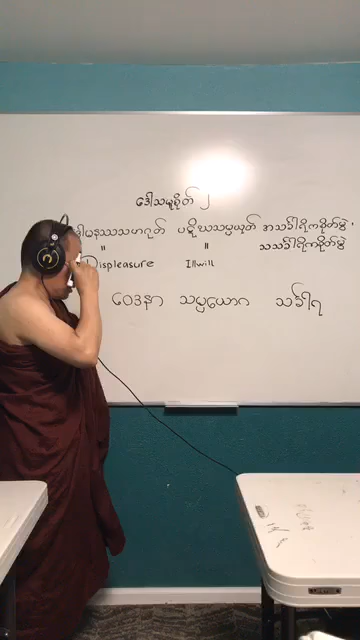 ဒေါသမူစိတ် ၂
ဒေါမနဿသဟဂုတ် ပဋိဃသမ္ပယုတ် အသင်္ခါရိကစိတ်
" " သသင်္ခါရိကစိတ်
Displeasure Illwill
ဝေဒနာ သမ္ပယောဂ သင်္ခါရ